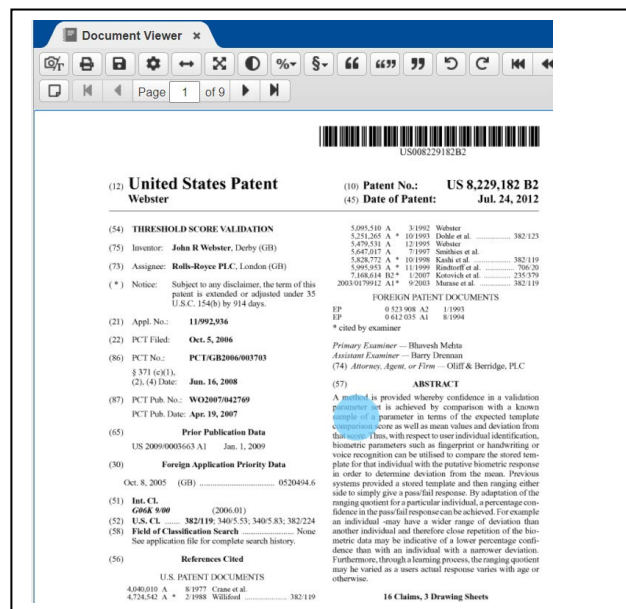 Document Viewer ×
%
§
Page 1 of 9
US008229182B2
(12) United States Patent
Webster
(10) Patent No.: US 8,229,182 B2
(45) Date of Patent: Jul. 24, 2012
(54) THRESHOLD SCORE VALIDATION
(75) Inventor: John R Webster, Derby (GB)
(73) Assignee: Rolls-Royce PLC, London (GB)
( * ) Notice: Subject to any disclaimer, the term of this
patent is extended or adjusted under 35
U.S.C. 154(b) by 914 days.
(21) Appl. No.: 11/992,936
(22) PCT Filed: Oct. 5, 2006
(86) PCT No.: PCT/GB2006/003703
§ 371 (c)(1),
(2), (4) Date: Jun. 16, 2008
(87) PCT Pub. No.: WO2007/042769
PCT Pub. Date: Apr. 19, 2007
(65) Prior Publication Data
US 2009/0003663 A1 Jan. 1, 2009
(30) Foreign Application Priority Data
Oct. 8, 2005 (GB) ................................... 0520494.6
(51) Int. Cl.
G06K 9/00 (2006.01)
(52) U.S. Cl. ........ 382/119; 340/5.53; 340/5.83; 382/224
(58) Field of Classification Search .................. None
See application file for complete search history.
(56) References Cited
U.S. PATENT DOCUMENTS
4,040,010 A 8/1977 Crane et al.
4,724,542 A * 2/1988 Williford .................. 382/119
5,095,510 A 3/1992 Webster
5,251,265 A * 10/1993 Dohle et al. ................. 382/123
5,479,531 A 12/1995 Webster
5,647,017 A 7/1997 Smithies et al.
5,828,772 A * 10/1998 Kashi et al. .................. 382/119
5,995,953 A * 11/1999 Rindtorff et al. ............. 706/20
7,168,614 B2 * 1/2007 Kotovich et al. ............. 235/379
2003/0179912 A1 * 9/2003 Murase et al. ................ 382/119
FOREIGN PATENT DOCUMENTS
EP 0 523 908 A2 1/1993
EP 0 612 035 A1 8/1994
* cited by examiner
Primary Examiner — Bhavesh Mehta
Assistant Examiner — Barry Drennan
(74) Attorney, Agent, or Firm — Oliff & Berridge, PLC
(57) ABSTRACT
A method is provided whereby confidence in a validation
parameter set is achieved by comparison with a known
sample of a parameter in terms of the expected template
comparison score as well as mean values and deviation from
that score. Thus, with respect to user individual identification,
biometric parameters such as fingerprint or handwriting or
voice recognition can be utilised to compare the stored tem-
plate for that individual with the putative biometric response
in order to determine deviation from the mean. Previous
systems provided a stored template and then ranging either
side to simply give a pass/fail response. By adaptation of the
ranging quotient for a particular individual, a percentage con-
fidence in the pass/fail response can be achieved. For example
an individual -may have a wider range of deviation than
another individual and therefore close repetition of the bio-
metric data may be indicative of a lower percentage confi-
dence than with an individual with a narrower deviation.
Furthermore, through a learning process, the ranging quotient
may be varied as a users actual response varies with age or
otherwise.
16 Claims, 3 Drawing Sheets